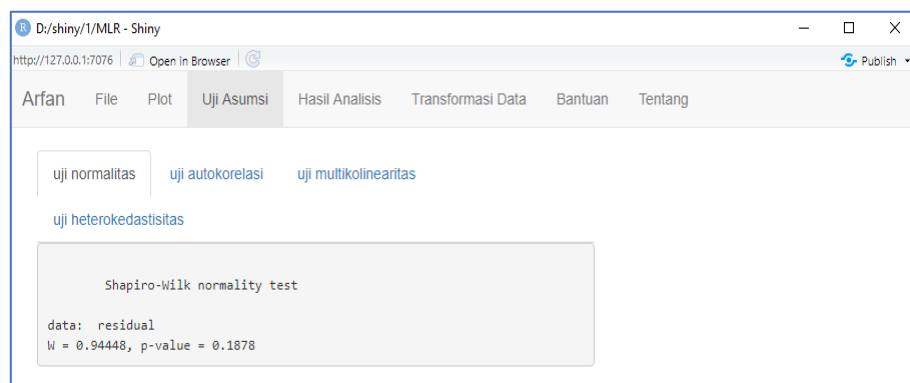 R D:/shiny/1/MLR - Shiny
http://127.0.0.1:7076 Open in Browser Publish
Arfan File Plot Uji Asumsi Hasil Analisis Transformasi Data Bantuan Tentang
uji normalitas uji autokorelasi uji multikolinearitas
uji heterokedastisitas
Shapiro-Wilk normality test
data: residual
W = 0.94448, p-value = 0.1878